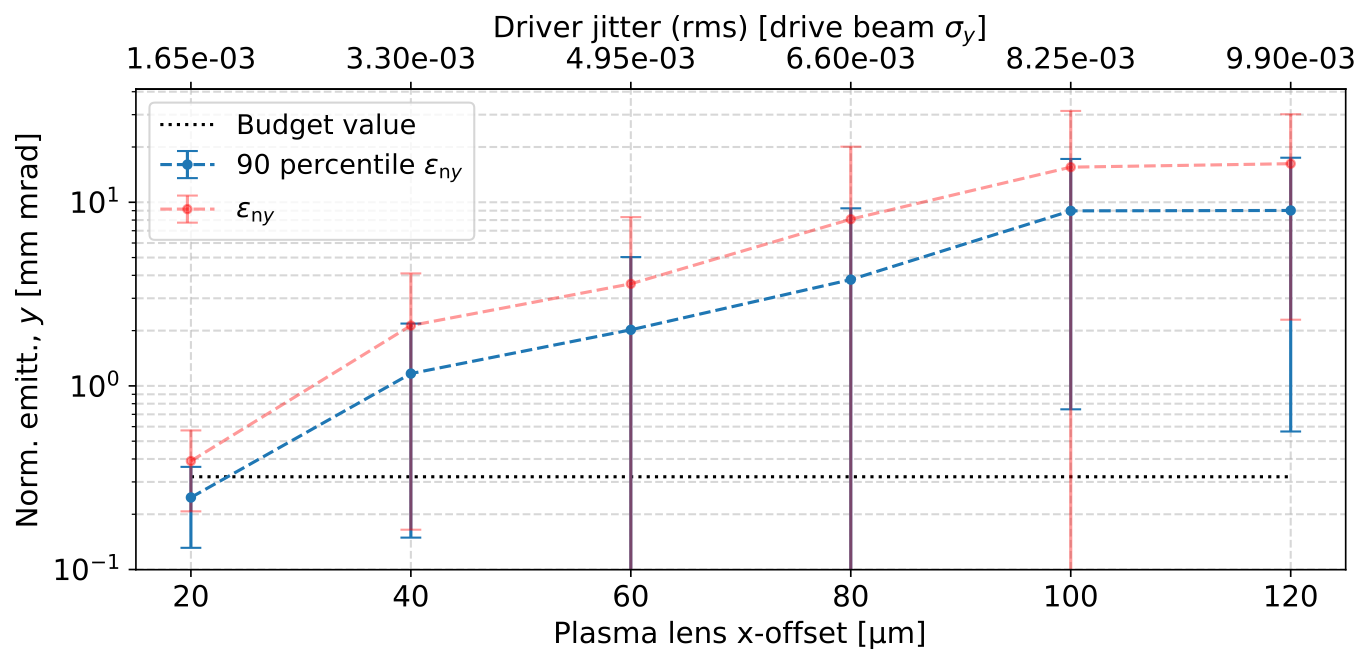 Driver jitter (rms) [drive beam σy]
1.65e-03 3.30e-03 4.95e-03 6.60e-03 8.25e-03 9.90e-03
Budget value
90 percentile εny
εny
Norm. emitt., y [mm mrad]
10¹
10⁰
10⁻¹
20 40 60 80 100 120
Plasma lens x-offset [μm]